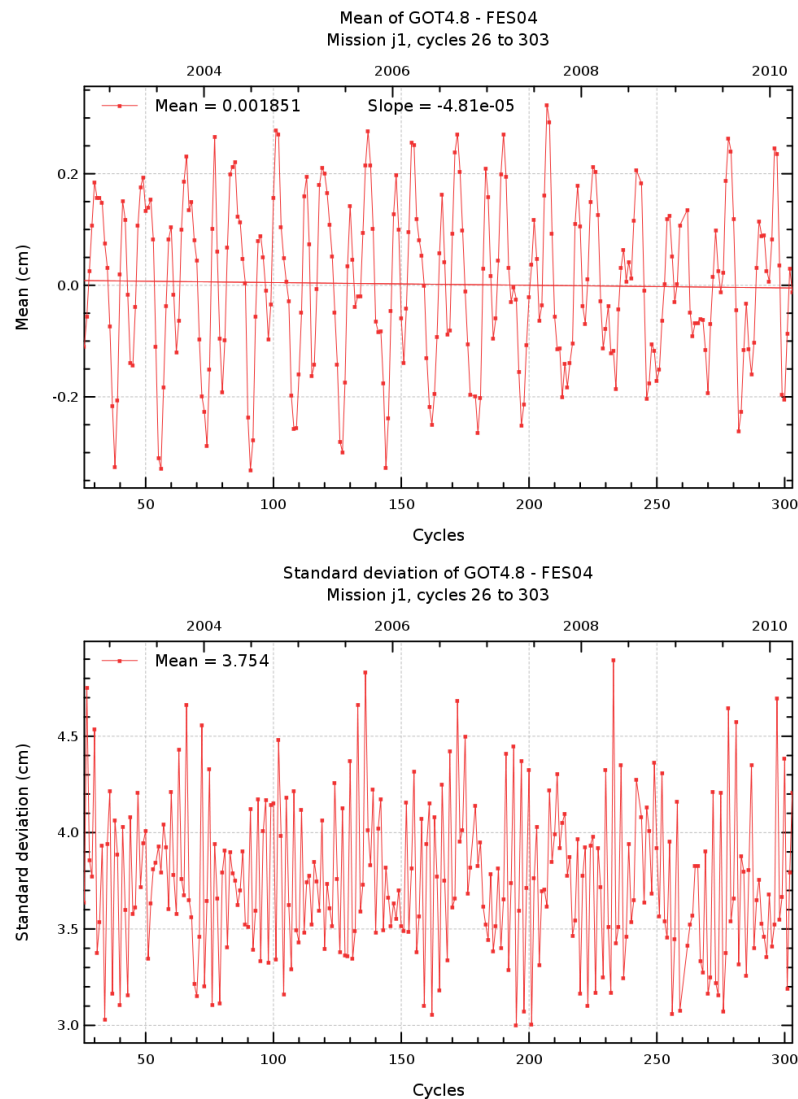 Mean of GOT4.8 - FES04
Mission j1, cycles 26 to 303
2004 2006 2008 2010
Mean = 0.001851 Slope = -4.81e-05
0.2
0.0
-0.2
Mean (cm)
50 100 150 200 250 300
Cycles
Standard deviation of GOT4.8 - FES04
Mission j1, cycles 26 to 303
2004 2006 2008 2010
Mean = 3.754
4.5
4.0
3.5
3.0
Standard deviation (cm)
50 100 150 200 250 300
Cycles